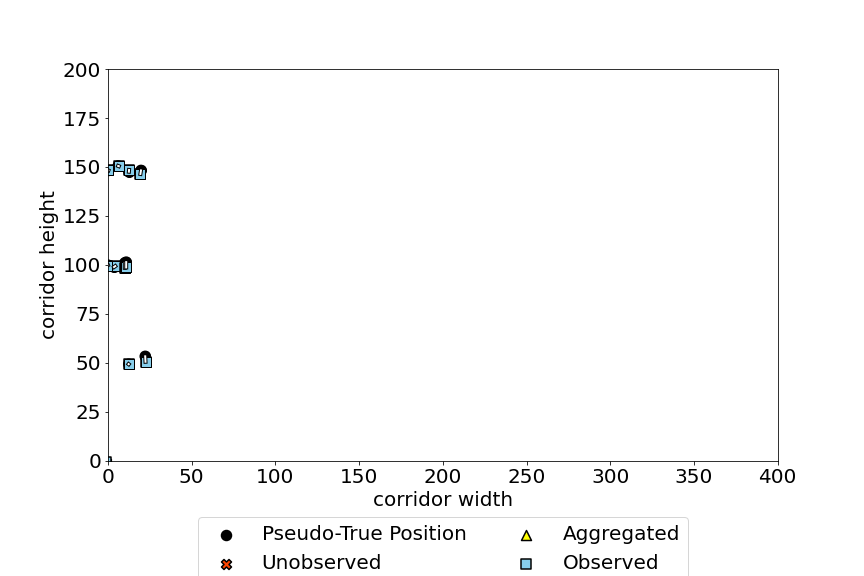 200
175
150
125
100
75
50
25
0
corridor height
0 50 100 150 200 250 300 350 400
corridor width
Pseudo-True Position Aggregated
Unobserved Observed